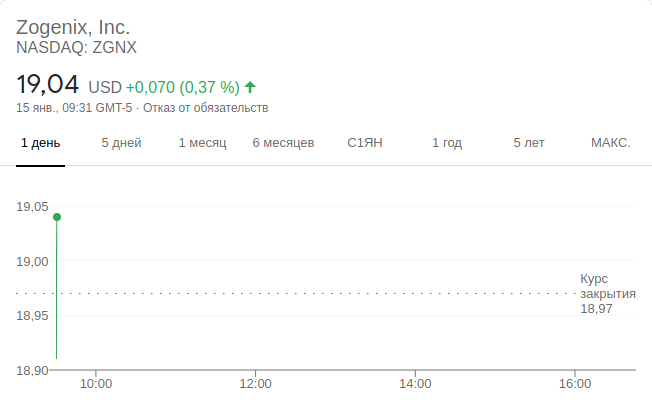 Zogenix, Inc.
NASDAQ: ZGNX
19,04 USD +0,070 (0,37 %)
15 янв., 09:31 GMT-5 · Отказ от обязательств
1 день 5 дней 1 месяц 6 месяцев С1ЯН 1 год 5 лет МАКС.
19,05
19,00
Курс
закрытия
18,97
18,95
18,90
10:00 12:00 14:00 16:00